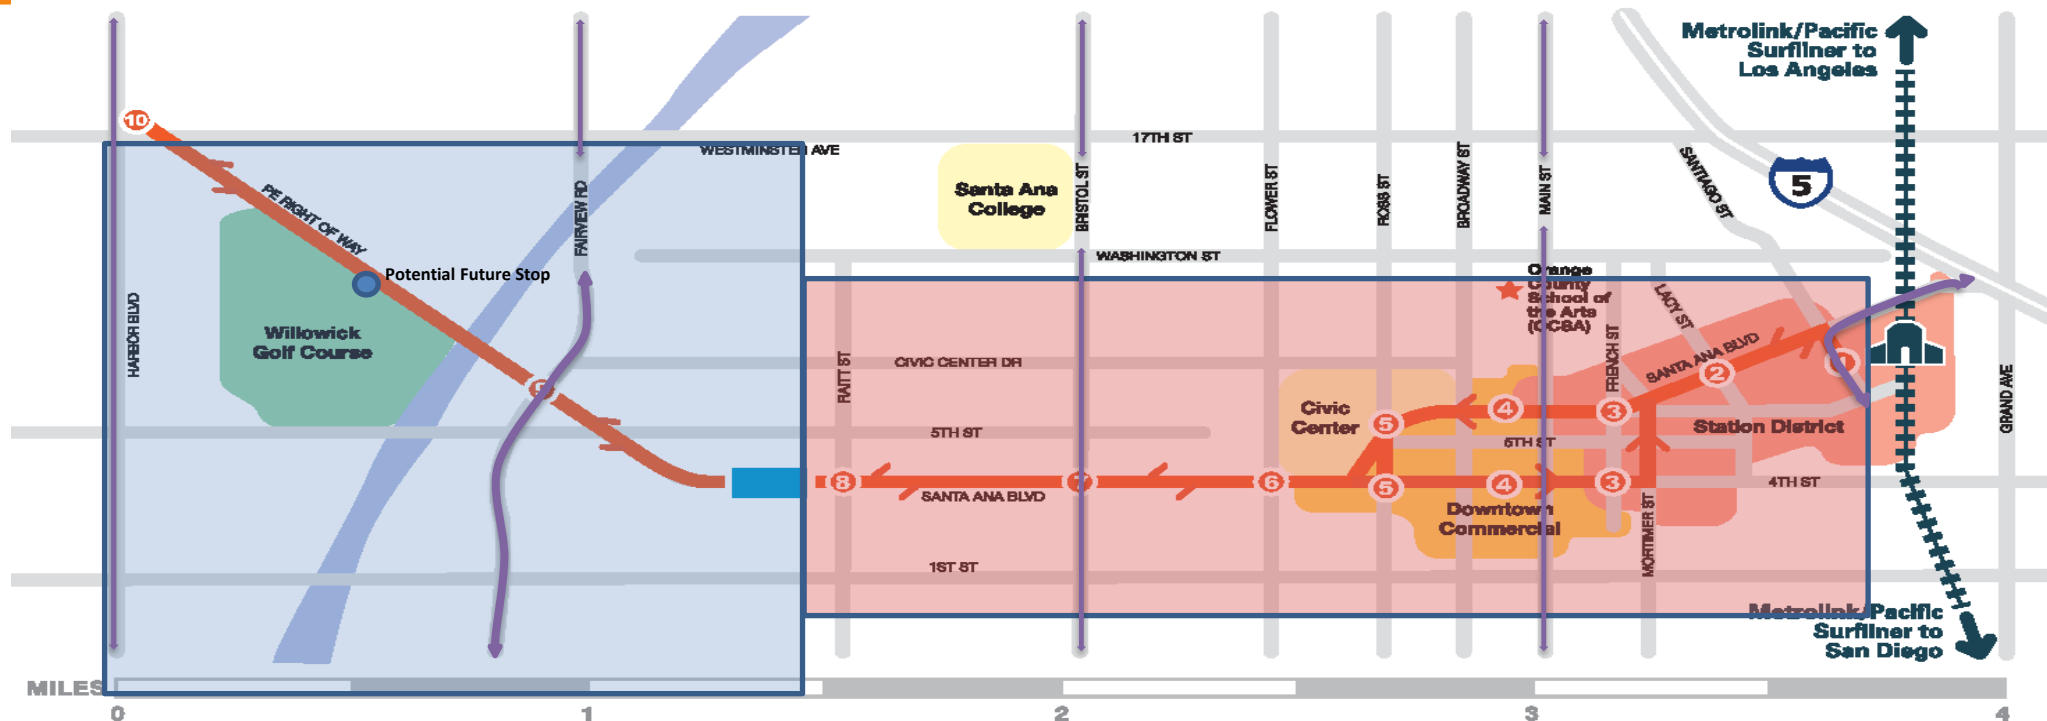 Metrolink/Pacific
Surfliner to
Los Angeles
10
17TH ST
WESTMINSTER AVE
5
PE RIGHT OF WAY
FAIRVIEW RD
Santa Ana
College
BRISTOL ST
FLOWER ST
ROSS ST
BROADWAY ST
MAIN ST
SANTIAGO ST
WASHINGTON ST
Potential Future Stop
Orange
County
School of
the Arts
(OCSA)
LACY ST
HARBOR BLVD
Willowick
Golf Course
RAITT ST
CIVIC CENTER DR
FRENCH ST
SANTA ANA BLVD
1
2
9
GRAND AVE
Civic
Center
5
4
3
5TH ST
5TH ST
Station District
8
7
6
5
4
3
SANTA ANA BLVD
4TH ST
Downtown
Commercial
MORTIMER ST
1ST ST
Metrolink/Pacific
Surfliner to
San Diego
MILES
0
1
2
3
4